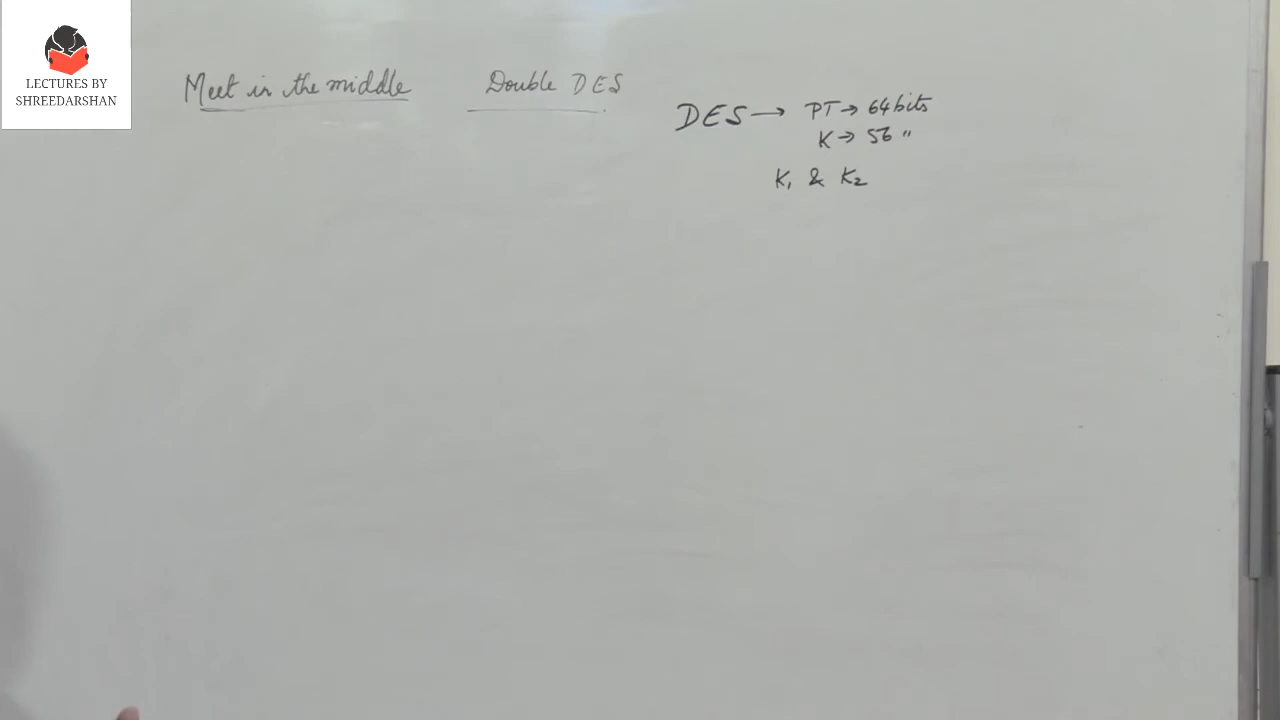 LECTURES BY
SHREEDARSHAN
Meet in the middle Double DES
DES → PT → 64 bits
K → 56 "
K₁ & K₂